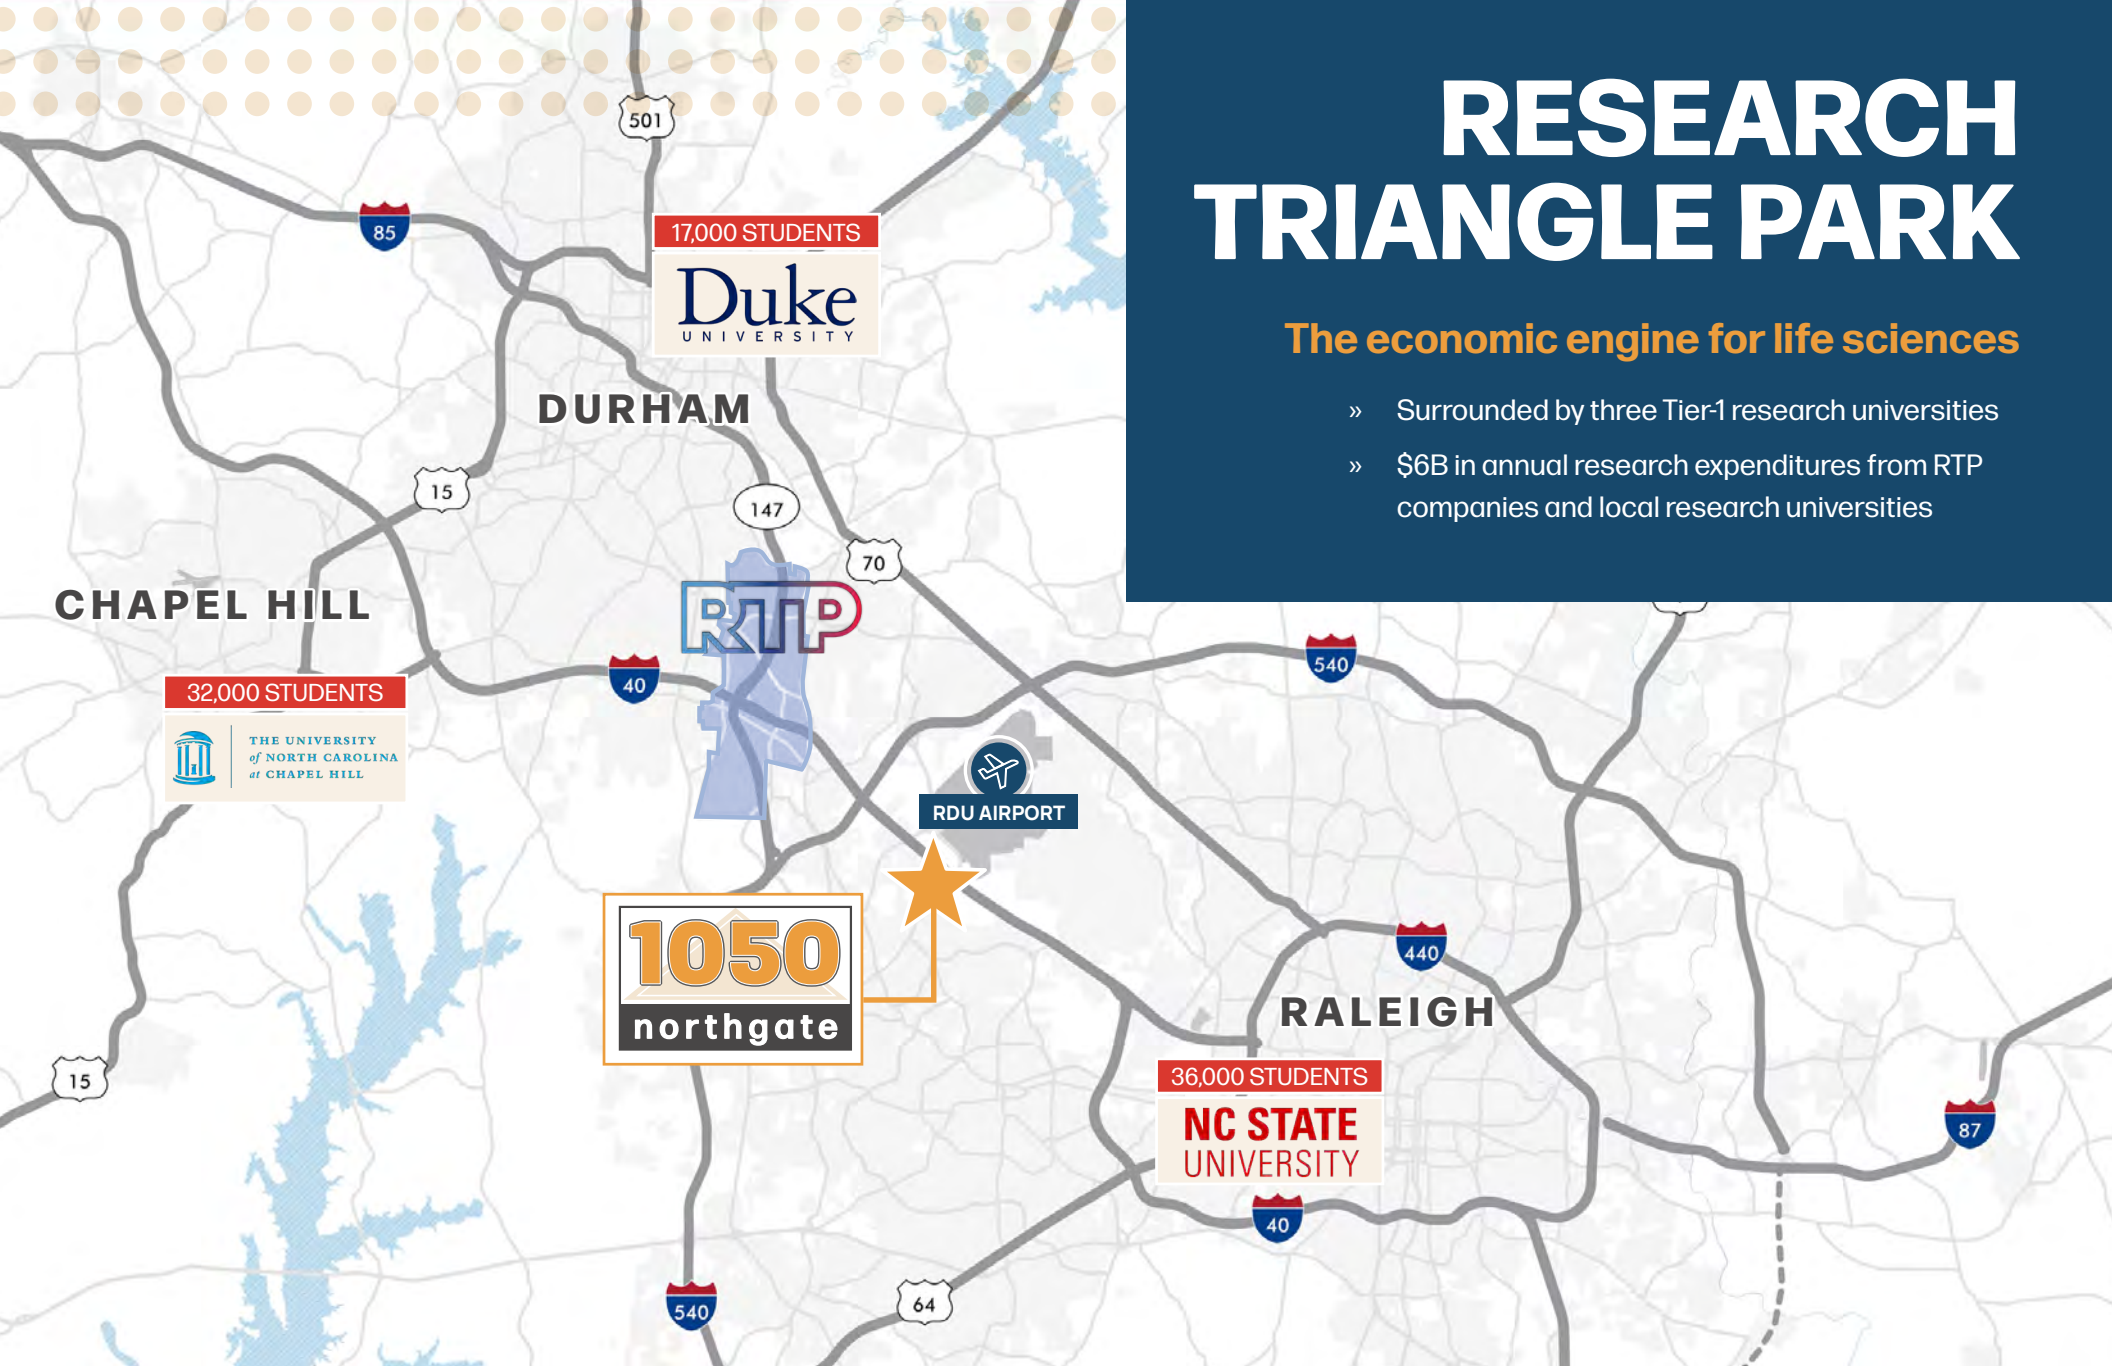 RESEARCH
TRIANGLE PARK
The economic engine for life sciences
» Surrounded by three Tier-1 research universities
» $6B in annual research expenditures from RTP
companies and local research universities
501
85
17,000 STUDENTS
Duke
UNIVERSITY
DURHAM
15
147
70
CHAPEL HILL
RTP
540
40
32,000 STUDENTS
THE UNIVERSITY
of NORTH CAROLINA
at CHAPEL HILL
RDU AIRPORT
1050
northgate
440
RALEIGH
15
36,000 STUDENTS
NC STATE
UNIVERSITY
87
40
540
64